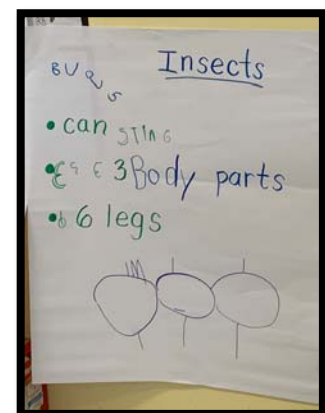 Insects
BUgS
• can STING
• 3 Body parts
• 6 legs